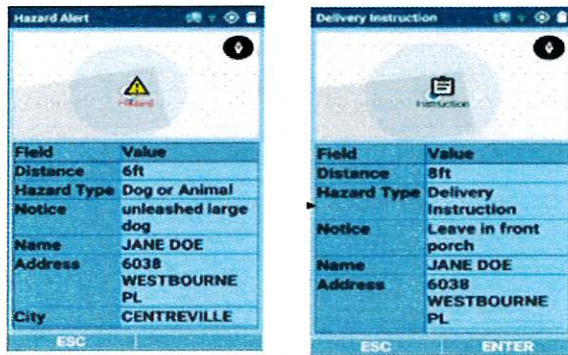 Hazard Alert
Hazard
Field Value
Distance 6ft
Hazard Type Dog or Animal
Notice unleashed large
dog
Name JANE DOE
Address 6038
WESTBOURNE
PL
City CENTREVILLE
ESC
Delivery Instruction
Instruction
Field Value
Distance 8ft
Hazard Type Delivery
Instruction
Notice Leave in front
porch
Name JANE DOE
Address 6038
WESTBOURNE
PL
ESC ENTER